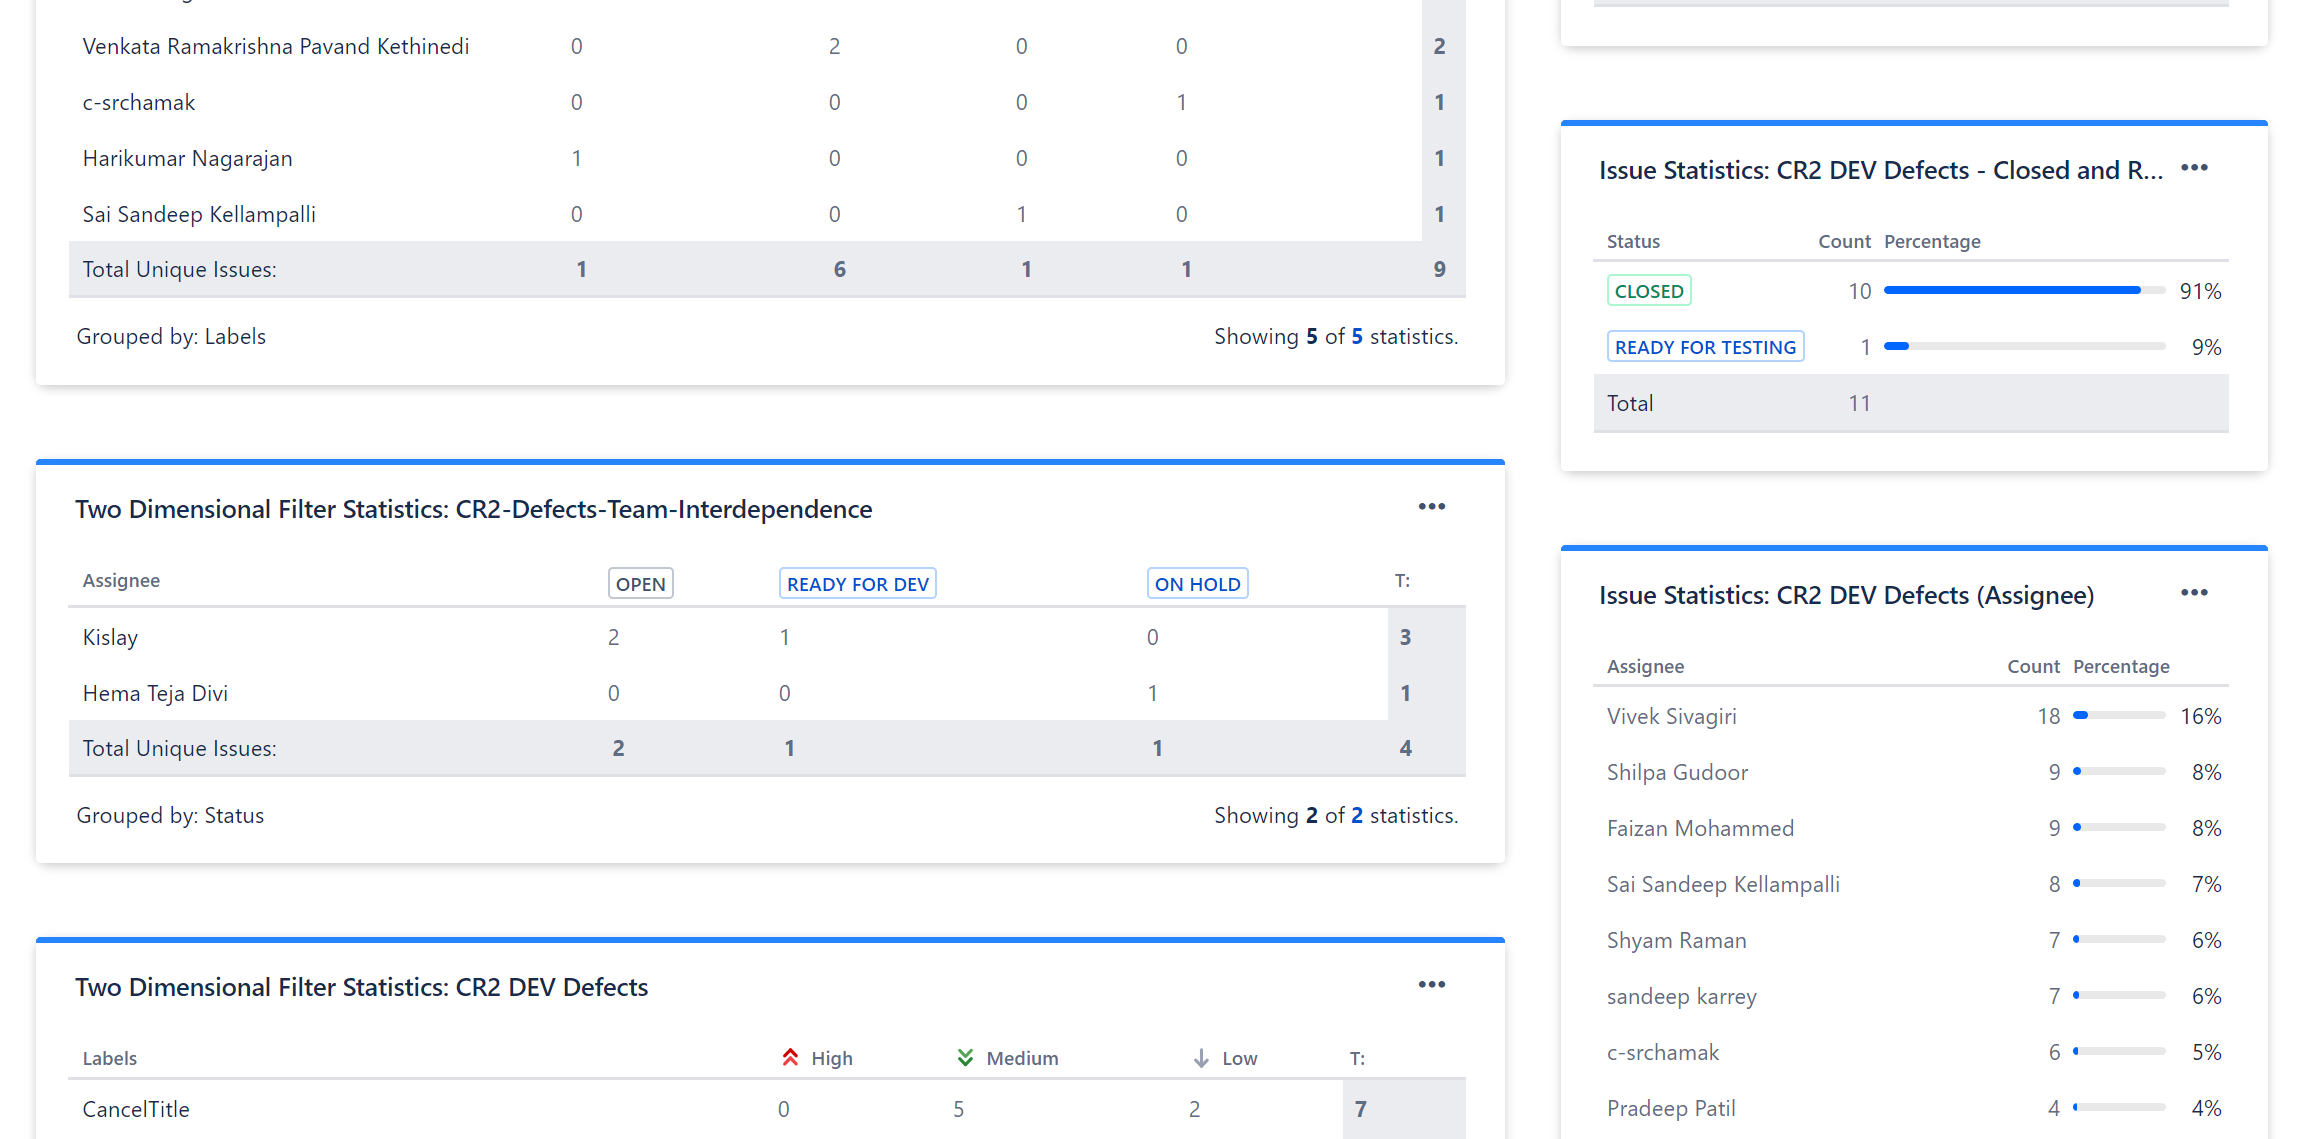 Venkata Ramakrishna Pavand Kethinedi 0 2 0 0 2
c-srchamak 0 0 0 1 1
Harikumar Nagarajan 1 0 0 0 1
Sai Sandeep Kellampalli 0 0 1 0 1
Total Unique Issues: 1 6 1 1 9
Grouped by: Labels
Showing 5 of 5 statistics.
Two Dimensional Filter Statistics: CR2-Defects-Team-Interdependence
Assignee OPEN READY FOR DEV ON HOLD T:
Kislay 2 1 0 3
Hema Teja Divi 0 0 1 1
Total Unique Issues: 2 1 1 4
Grouped by: Status
Showing 2 of 2 statistics.
Two Dimensional Filter Statistics: CR2 DEV Defects
Labels High Medium Low T:
CancelTitle 0 5 2 7
Issue Statistics: CR2 DEV Defects - Closed and R...
Status Count Percentage
CLOSED 10 91%
READY FOR TESTING 1 9%
Total 11
Issue Statistics: CR2 DEV Defects (Assignee)
Assignee Count Percentage
Vivek Sivagiri 18 16%
Shilpa Gudoor 9 8%
Faizan Mohammed 9 8%
Sai Sandeep Kellampalli 8 7%
Shyam Raman 7 6%
sandeep karrey 7 6%
c-srchamak 6 5%
Pradeep Patil 4 4%